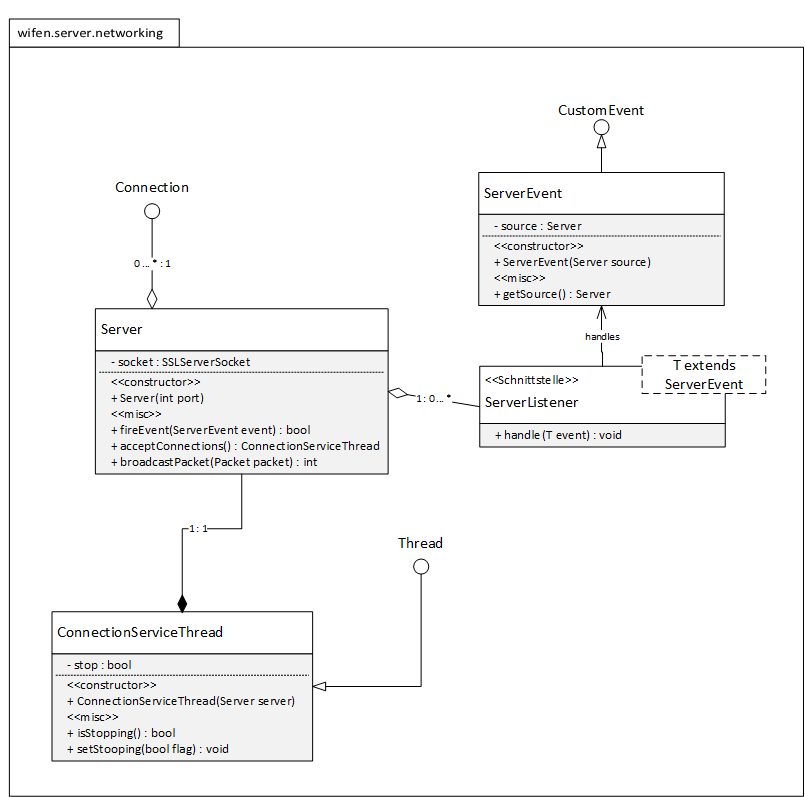 wifen.server.networking
CustomEvent
Connection
ServerEvent
- source : Server
<<constructor>>
+ ServerEvent(Server source)
<<misc>>
+ getSource() : Server
0...* : 1
handles
Server
- socket : SSLServerSocket
<<constructor>>
+ Server(int port)
<<misc>>
+ fireEvent(ServerEvent event) : bool
+ acceptConnections() : ConnectionServiceThread
+ broadcastPacket(Packet packet) : int
1 : 0...*
T extends
ServerEvent
<<Schnittstelle>>
ServerListener
+ handle(T event) : void
1 : 1
Thread
ConnectionServiceThread
- stop : bool
<<constructor>>
+ ConnectionServiceThread(Server server)
<<misc>>
+ isStopping() : bool
+ setStooping(bool flag) : void